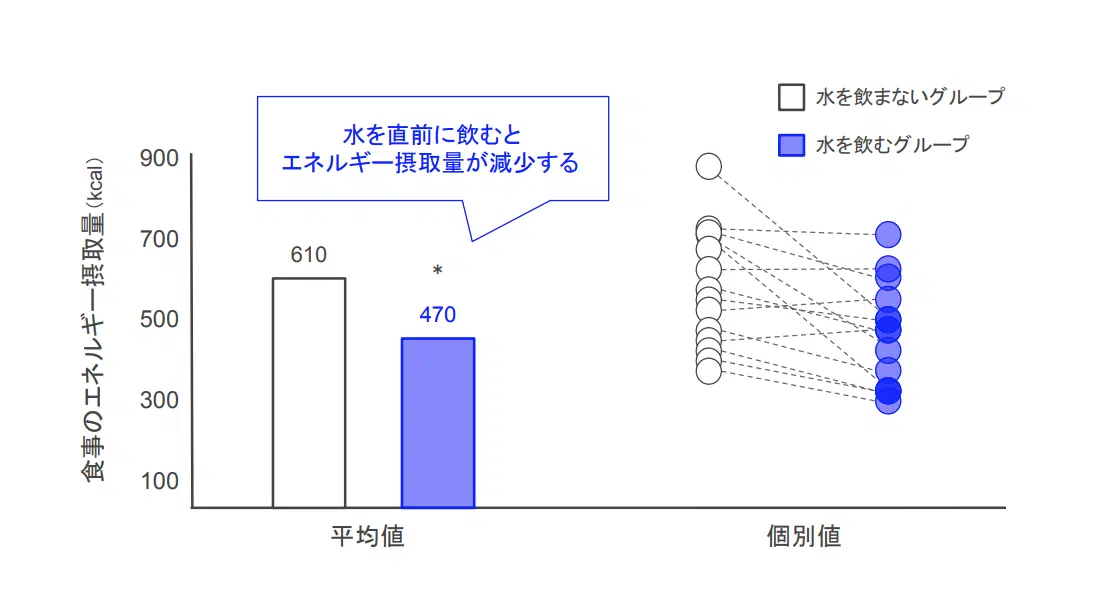 水を飲まないグループ
水を飲むグループ
水を直前に飲むと
エネルギー摂取量が減少する
食事のエネルギー摂取量(kcal)
900
700
500
300
100
610
*
470
平均値
個別値